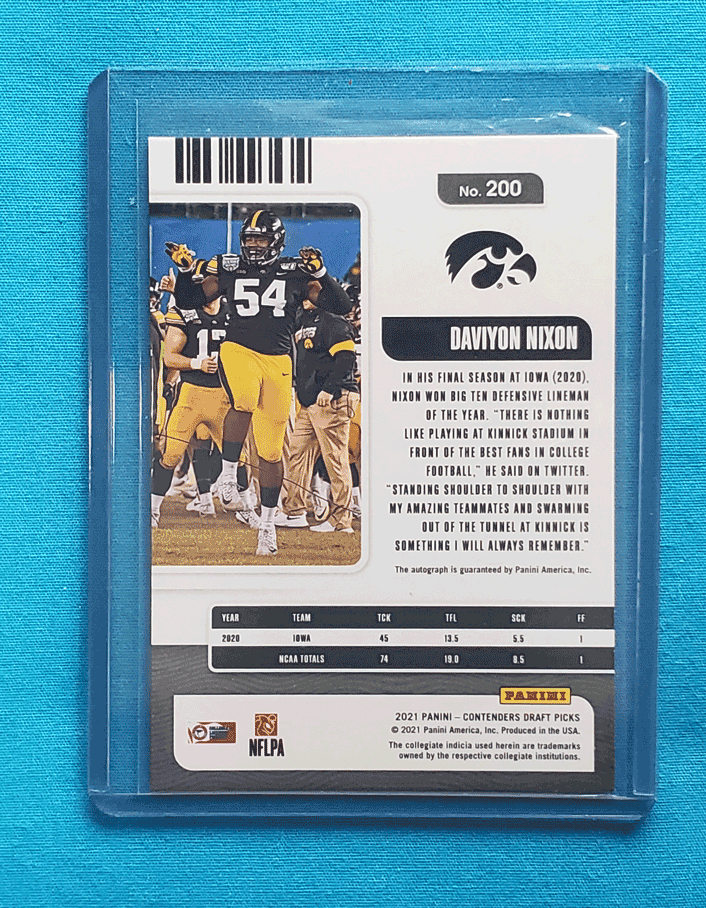 No. 200
54
1
DAVIYON NIXON
IN HIS FINAL SEASON AT IOWA (2020),
NIXON WON BIG TEN DEFENSIVE LINEMAN
OF THE YEAR. "THERE IS NOTHING
LIKE PLAYING AT KINNICK STADIUM IN
FRONT OF THE BEST FANS IN COLLEGE
FOOTBALL," HE SAID ON TWITTER.
"STANDING SHOULDER TO SHOULDER WITH
MY AMAZING TEAMMATES AND SWARMING
OUT OF THE TUNNEL AT KINNICK IS
SOMETHING I WILL ALWAYS REMEMBER."
The autograph is guaranteed by Panini America, Inc.
YEAR TEAM TCK TFL SCK FF
2020 IOWA 45 13.5 5.5 1
NCAA TOTALS 74 19.0 8.5 1
PANINI
2021 PANINI – CONTENDERS DRAFT PICKS
© 2021 Panini America, Inc. Produced in the USA.
The collegiate indicia used herein are trademarks
owned by the respective collegiate institutions.
NFLPA